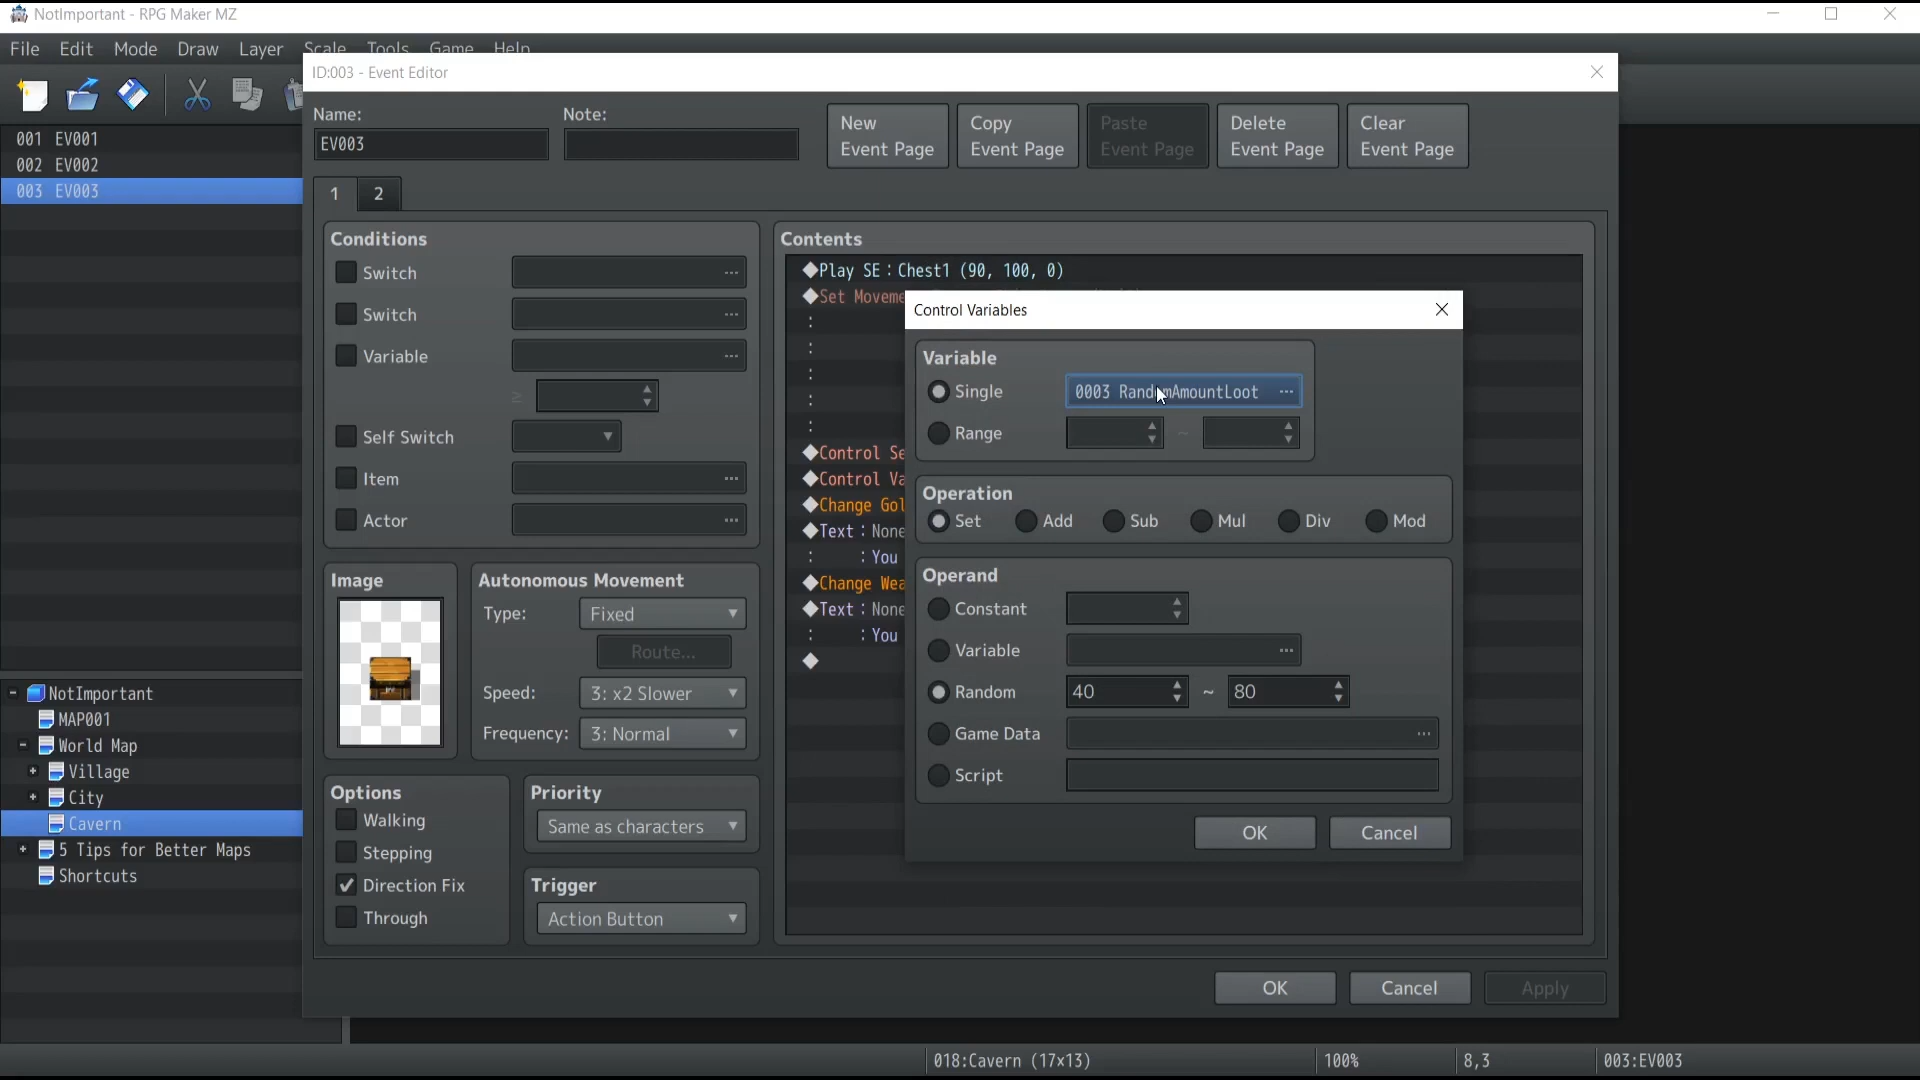 NotImportant - RPG Maker MZ
File Edit Mode Draw Layer Scale Tools Game Help
ID:003 - Event Editor
Name:
Note:
EV003
New Event Page
Copy Event Page
Paste Event Page
Delete Event Page
Clear Event Page
001 EV001
002 EV002
003 EV003
1 2
Conditions
Switch ...
Switch ...
Variable ...
≥
Self Switch
Item ...
Actor ...
Image
Autonomous Movement
Type: Fixed
Route...
Speed: 3: x2 Slower
Frequency: 3: Normal
Options
Walking
Stepping
Direction Fix
Through
Priority
Same as characters
Trigger
Action Button
Contents
◆Play SE : Chest1 (90, 100, 0)
◆Set Moveme
:
:
:
:
:
◆Control Se
◆Control Va
◆Change Gol
◆Text : None
: : You
◆Change Wea
◆Text : None
: : You
◆
Control Variables
Variable
Single 0003 RandomAmountLoot ...
Range ~
Operation
Set Add Sub Mul Div Mod
Operand
Constant
Variable ...
Random 40 ~ 80
Game Data ...
Script
OK Cancel
OK Cancel Apply
NotImportant
MAP001
World Map
Village
City
Cavern
5 Tips for Better Maps
Shortcuts
018:Cavern (17x13) 100% 8,3 003:EV003